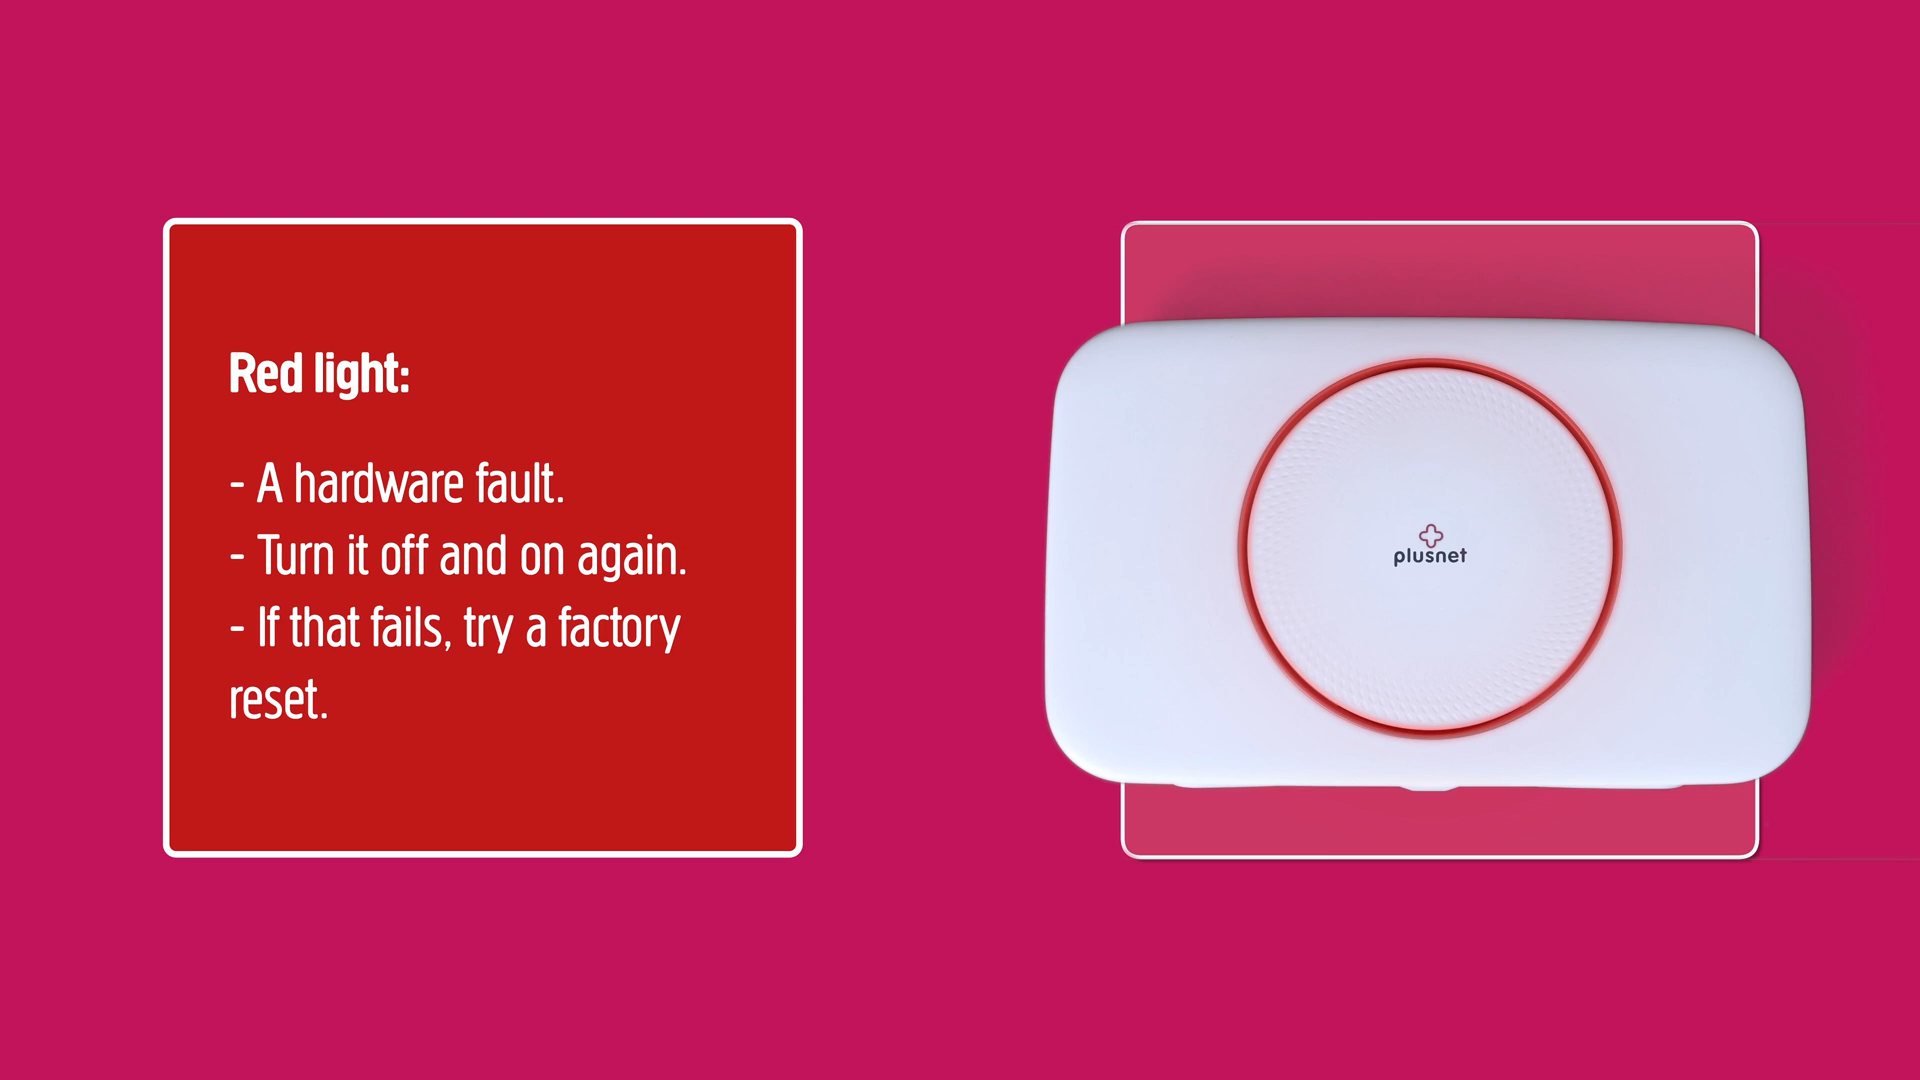 Red light:
- A hardware fault.
- Turn it off and on again.
- If that fails, try a factory
reset.
plusnet